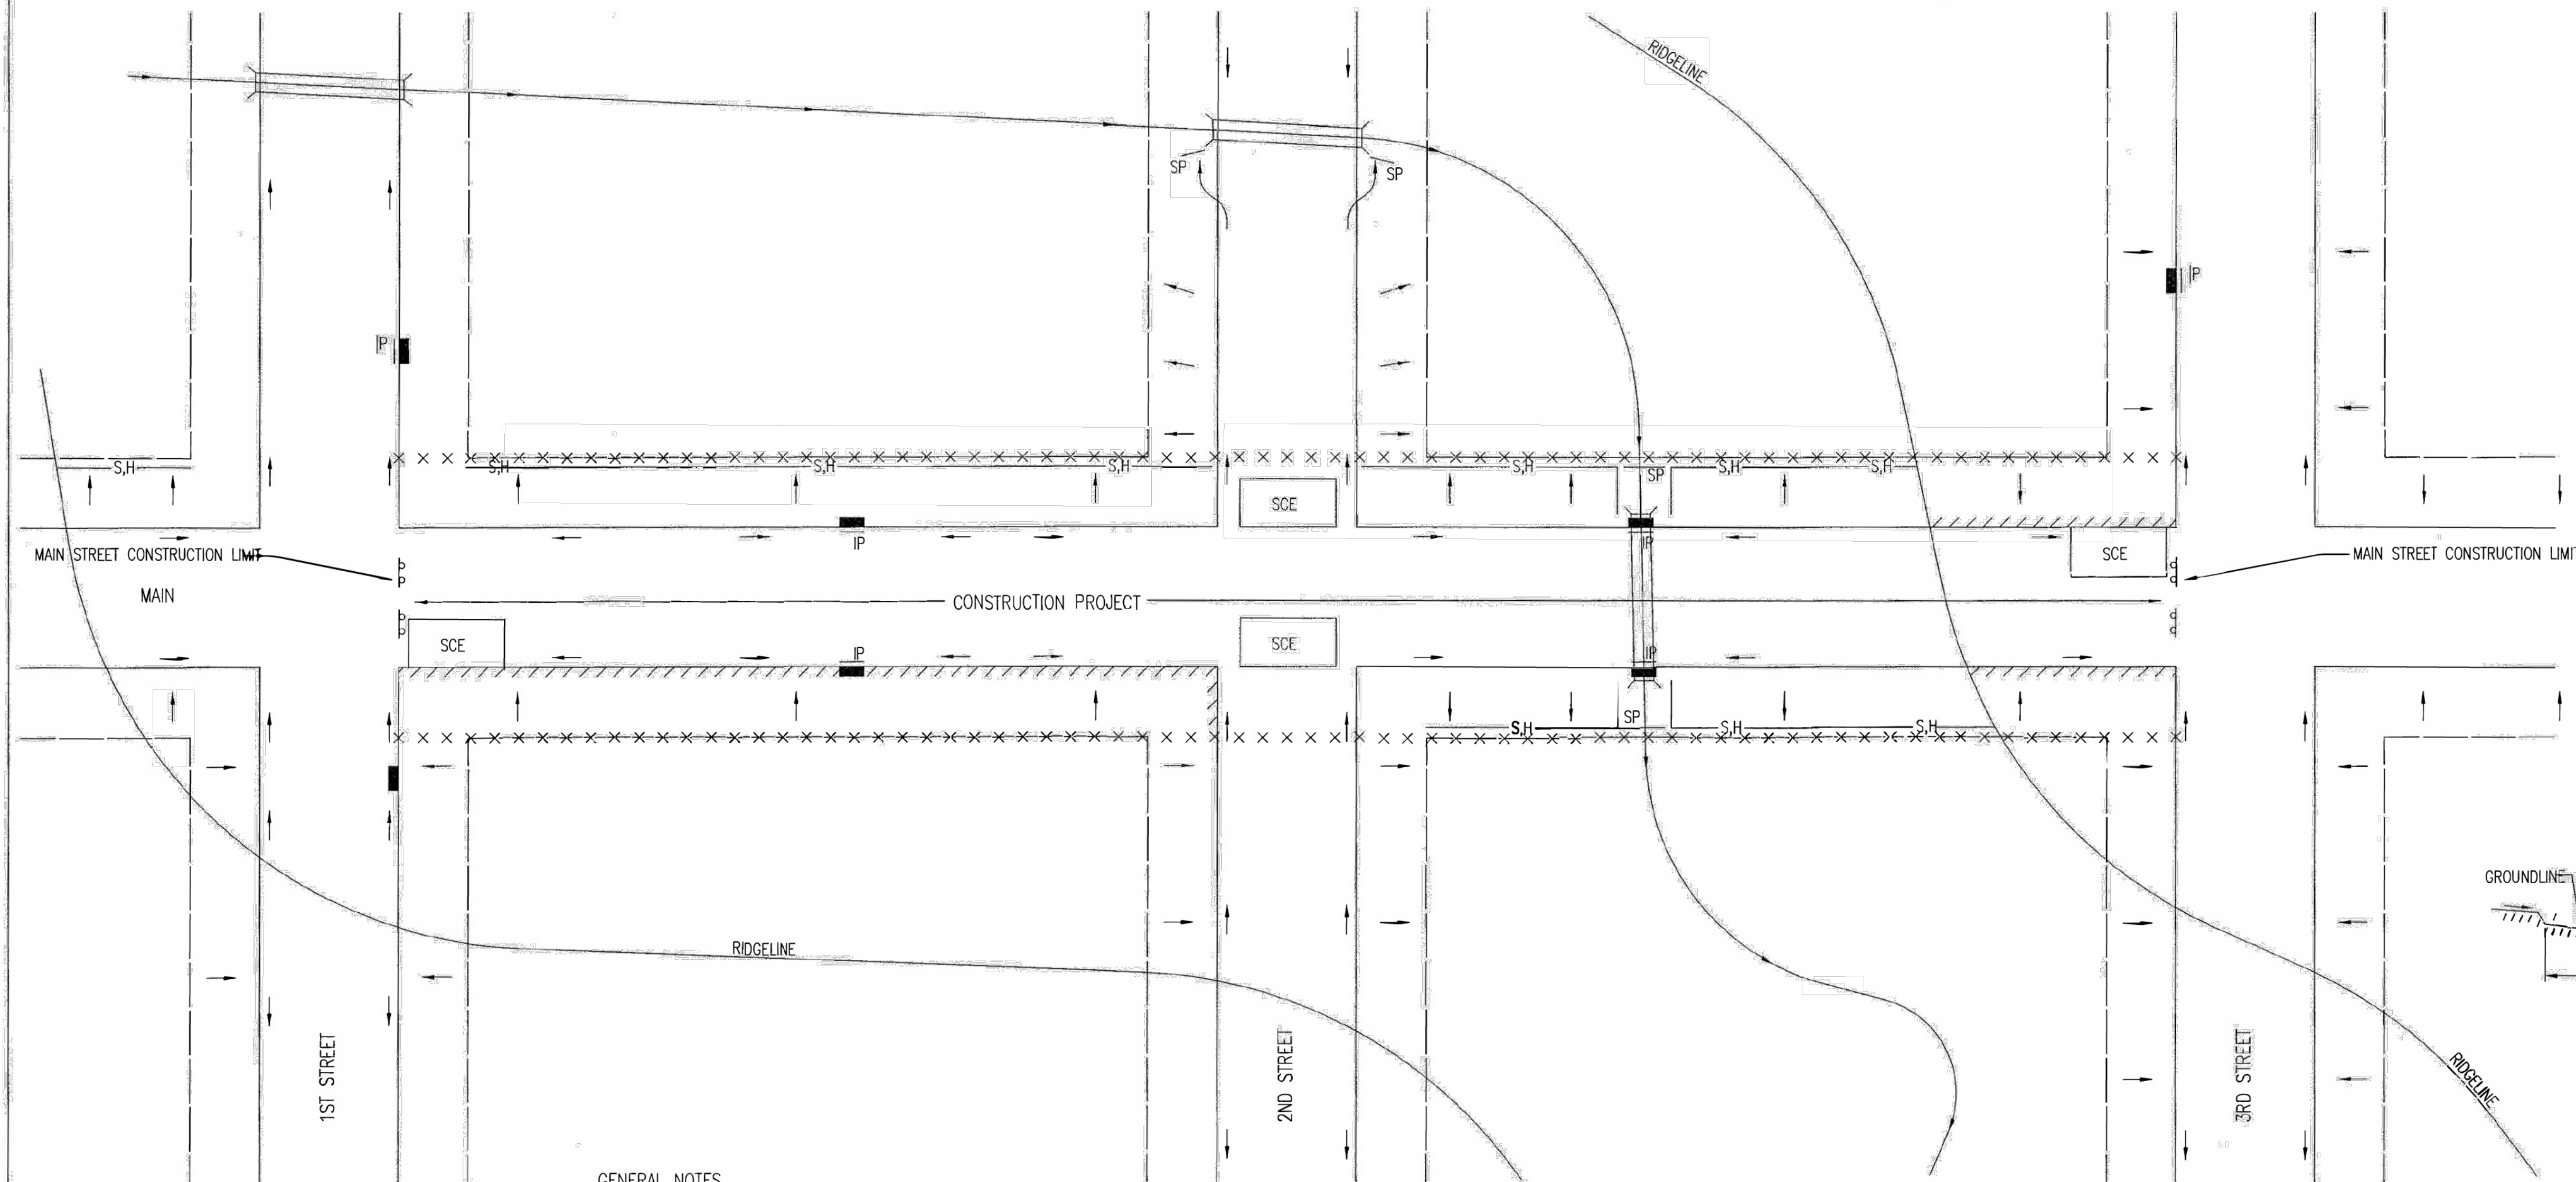 RIDGELINE
SP
SP
IP
IP
S,H
S,H
S,H
S,H
S,H
SP
S,H
S,H
SCE
IP
IP
SCE
MAIN STREET CONSTRUCTION LIMIT
MAIN STREET CONSTRUCTION LIMIT
MAIN
CONSTRUCTION PROJECT
SCE
SCE
IP
IP
S,H
SP
S,H
S,H
GROUNDLINE
RIDGELINE
1ST STREET
2ND STREET
3RD STREET
RIDGELINE
GENERAL NOTES